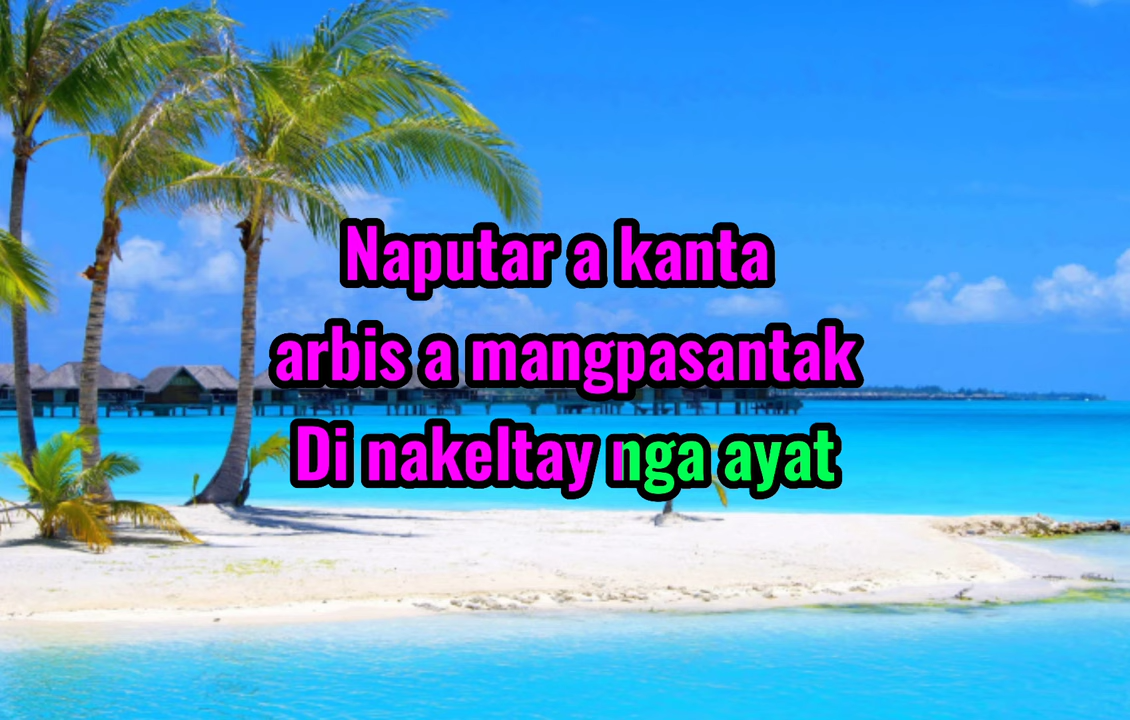 Naputar a kanta
arbis a mangpasantak
Di nakeltay nga ayat